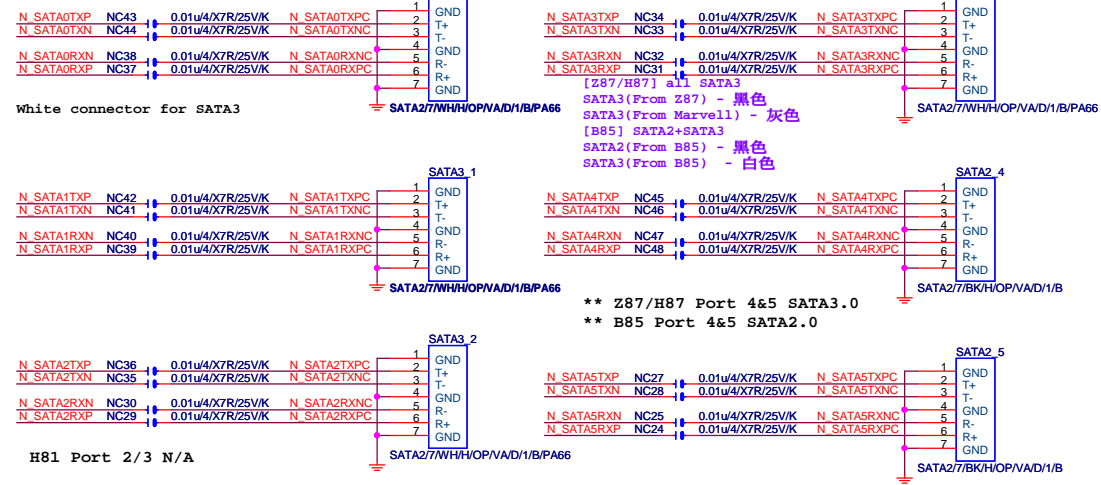 1 GND
N_SATA0TXP NC43 0.01u/4/X7R/25V/K N_SATA0TXPC 2 T+
N_SATA0TXN NC44 0.01u/4/X7R/25V/K N_SATA0TXNC 3 T-
4 GND
N_SATA0RXN NC38 0.01u/4/X7R/25V/K N_SATA0RXNC 5 R-
N_SATA0RXP NC37 0.01u/4/X7R/25V/K N_SATA0RXPC 6 R+
7 GND
White connector for SATA3
SATA2/7/WH/H/OP/VA/D/1/B/PA66
1 GND
N_SATA3TXP NC34 0.01u/4/X7R/25V/K N_SATA3TXPC 2 T+
N_SATA3TXN NC33 0.01u/4/X7R/25V/K N_SATA3TXNC 3 T-
4 GND
N_SATA3RXN NC32 0.01u/4/X7R/25V/K N_SATA3RXNC 5 R-
N_SATA3RXP NC31 0.01u/4/X7R/25V/K N_SATA3RXPC 6 R+
7 GND
SATA2/7/WH/H/OP/VA/D/1/B/PA66
[Z87/H87] all SATA3
SATA3(From Z87) - 黑色
SATA3(From Marvell) - 灰色
[B85] SATA2+SATA3
SATA2(From B85) - 黑色
SATA3(From B85) - 白色
SATA3_1
1 GND
N_SATA1TXP NC42 0.01u/4/X7R/25V/K N_SATA1TXPC 2 T+
N_SATA1TXN NC41 0.01u/4/X7R/25V/K N_SATA1TXNC 3 T-
4 GND
N_SATA1RXN NC40 0.01u/4/X7R/25V/K N_SATA1RXNC 5 R-
N_SATA1RXP NC39 0.01u/4/X7R/25V/K N_SATA1RXPC 6 R+
7 GND
SATA2/7/WH/H/OP/VA/D/1/B/PA66
SATA2_4
1 GND
N_SATA4TXP NC45 0.01u/4/X7R/25V/K N_SATA4TXPC 2 T+
N_SATA4TXN NC46 0.01u/4/X7R/25V/K N_SATA4TXNC 3 T-
4 GND
N_SATA4RXN NC47 0.01u/4/X7R/25V/K N_SATA4RXNC 5 R-
N_SATA4RXP NC48 0.01u/4/X7R/25V/K N_SATA4RXPC 6 R+
7 GND
SATA2/7/BK/H/OP/VA/D/1/B
** Z87/H87 Port 4&5 SATA3.0
** B85 Port 4&5 SATA2.0
SATA3_2
1 GND
N_SATA2TXP NC36 0.01u/4/X7R/25V/K N_SATA2TXPC 2 T+
N_SATA2TXN NC35 0.01u/4/X7R/25V/K N_SATA2TXNC 3 T-
4 GND
N_SATA2RXN NC30 0.01u/4/X7R/25V/K N_SATA2RXNC 5 R-
N_SATA2RXP NC29 0.01u/4/X7R/25V/K N_SATA2RXPC 6 R+
7 GND
SATA2/7/WH/H/OP/VA/D/1/B/PA66
H81 Port 2/3 N/A
SATA2_5
1 GND
N_SATA5TXP NC27 0.01u/4/X7R/25V/K N_SATA5TXPC 2 T+
N_SATA5TXN NC28 0.01u/4/X7R/25V/K N_SATA5TXNC 3 T-
4 GND
N_SATA5RXN NC25 0.01u/4/X7R/25V/K N_SATA5RXNC 5 R-
N_SATA5RXP NC24 0.01u/4/X7R/25V/K N_SATA5RXPC 6 R+
7 GND
SATA2/7/BK/H/OP/VA/D/1/B